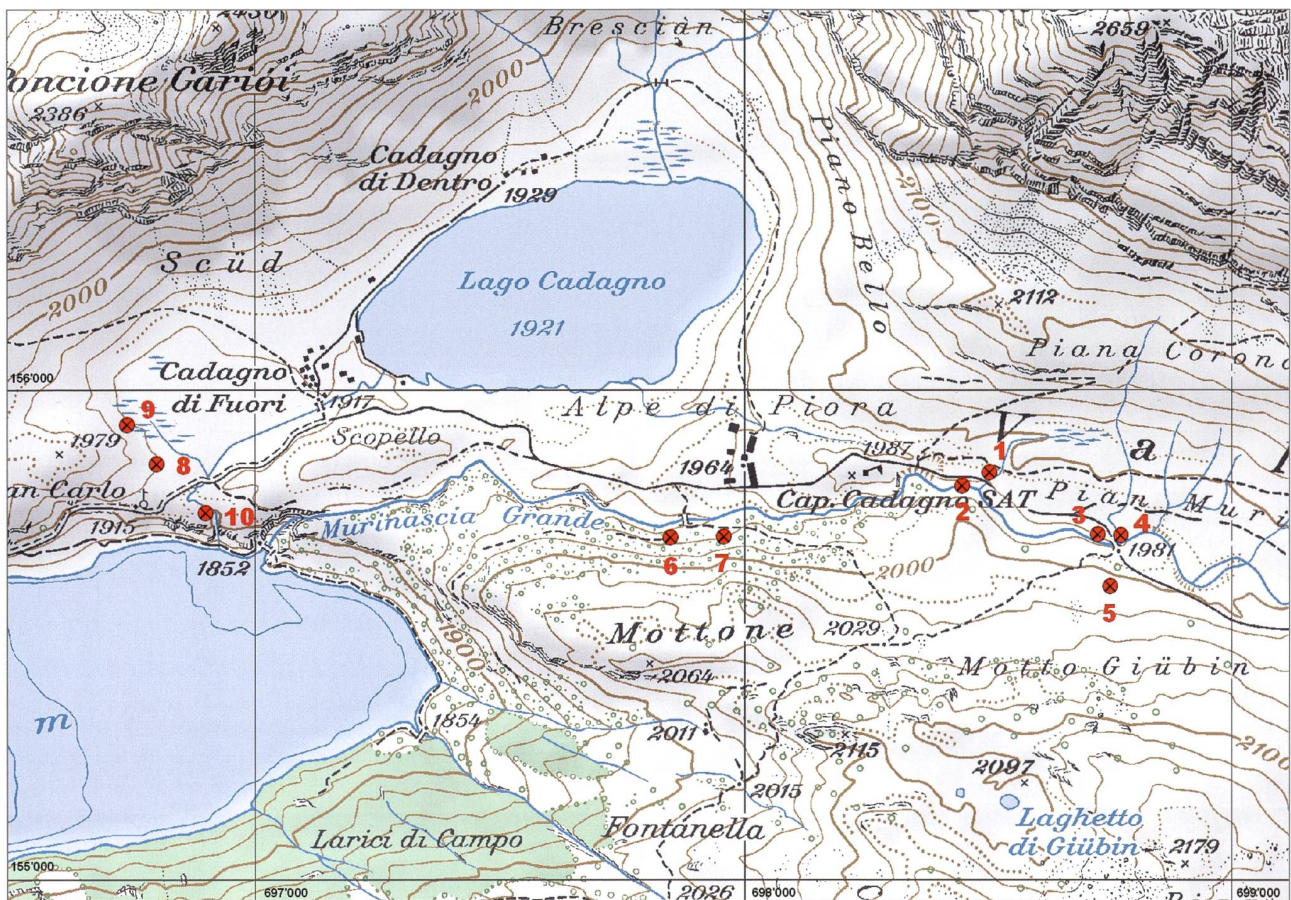 2430
Brescian
2659
Poncione Garioi
2386
2000
Cadagno
di Dentro
1929
Piano Bello
2100
Scüd
2000
Lago Cadagno
1921
2112
Piana Corona
156'000
Cadagno
di Fuori
1917
9
1979
8
Alpe di Piora
Scopello
1964
1987
1
V
a
Cap. Cadagno SAT
2
Pian Muri
3
4
1981
an Carlo
1915
10
1852
Murinascia Grande
6
7
2000
5
1900
Mottone
2029
2064
Motto Giübin
m
1854
2011
2115
2100
2097
2015
Laghetto
di Giübin
Larici di Campo
Fontanella
2179
155'000
697'000
2026
698'000
699'000